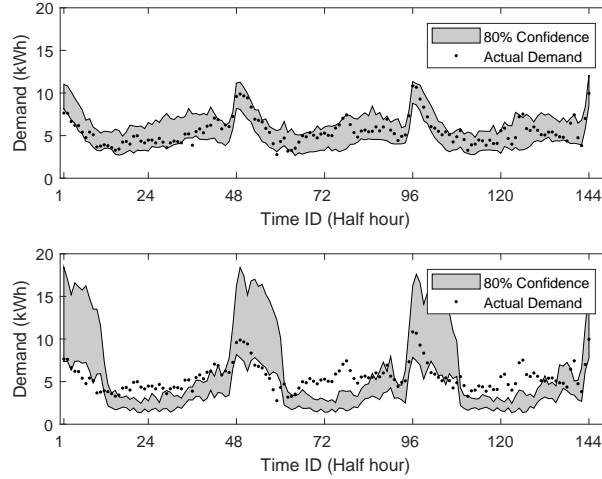 20
15
10
5
0
Demand (kWh)
80% Confidence
Actual Demand
1 24 48 72 96 120 144
Time ID (Half hour)
20
15
10
5
0
Demand (kWh)
80% Confidence
Actual Demand
1 24 48 72 96 120 144
Time ID (Half hour)